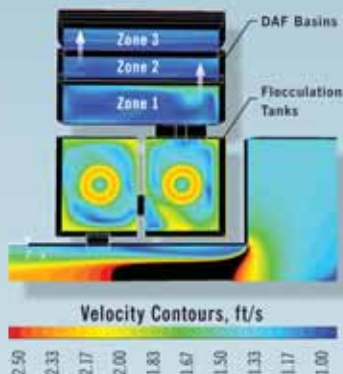 Zone 3
DAF Basins
Zone 2
Zone 1
Flocculation
Tanks
Velocity Contours, ft/s
2.50 2.33 2.17 2.00 1.83 1.67 1.50 1.33 1.17 1.00